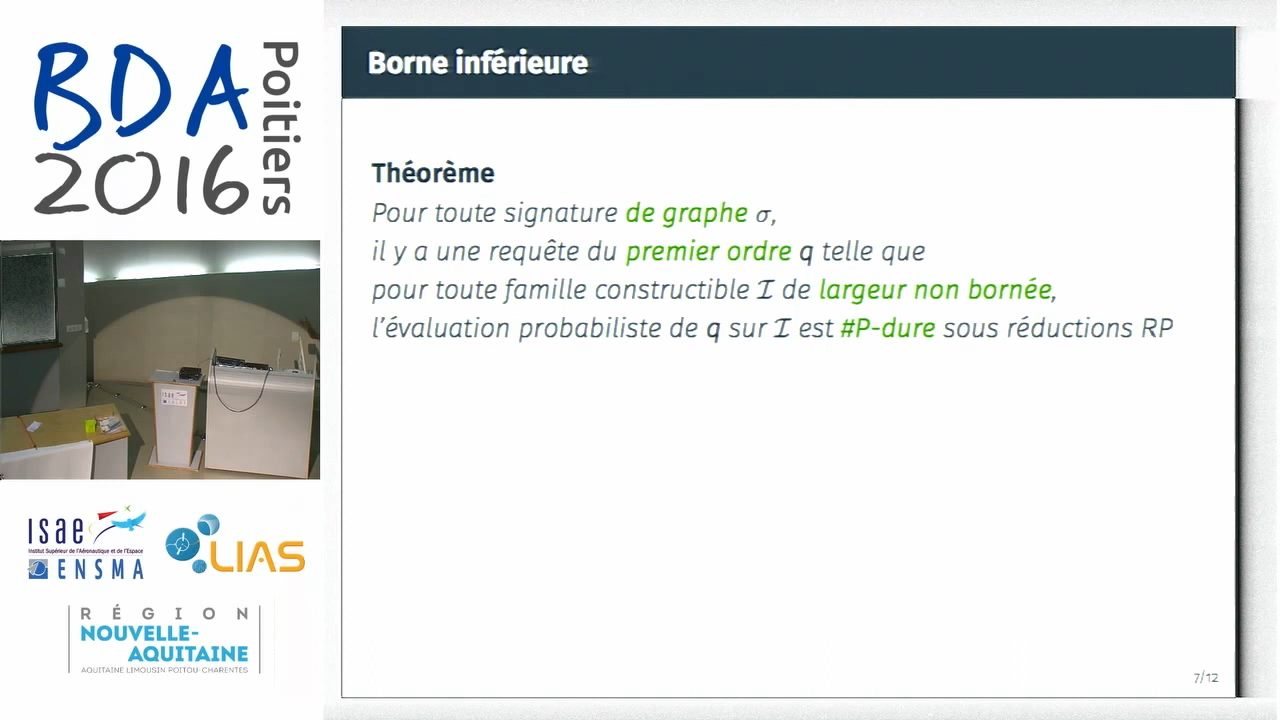 BDA
2016
Poitiers
isae
Institut Supérieur de l'Aéronautique et de l'Espace
ENSMA
LIAS
RÉGION
NOUVELLE-
AQUITAINE
AQUITAINE LIMOUSIN POITOU-CHARENTES
Borne inférieure
Théorème
Pour toute signature de graphe σ,
il y a une requête du premier ordre q telle que
pour toute famille constructible I de largeur non bornée,
l'évaluation probabiliste de q sur I est #P-dure sous réductions RP
7/12